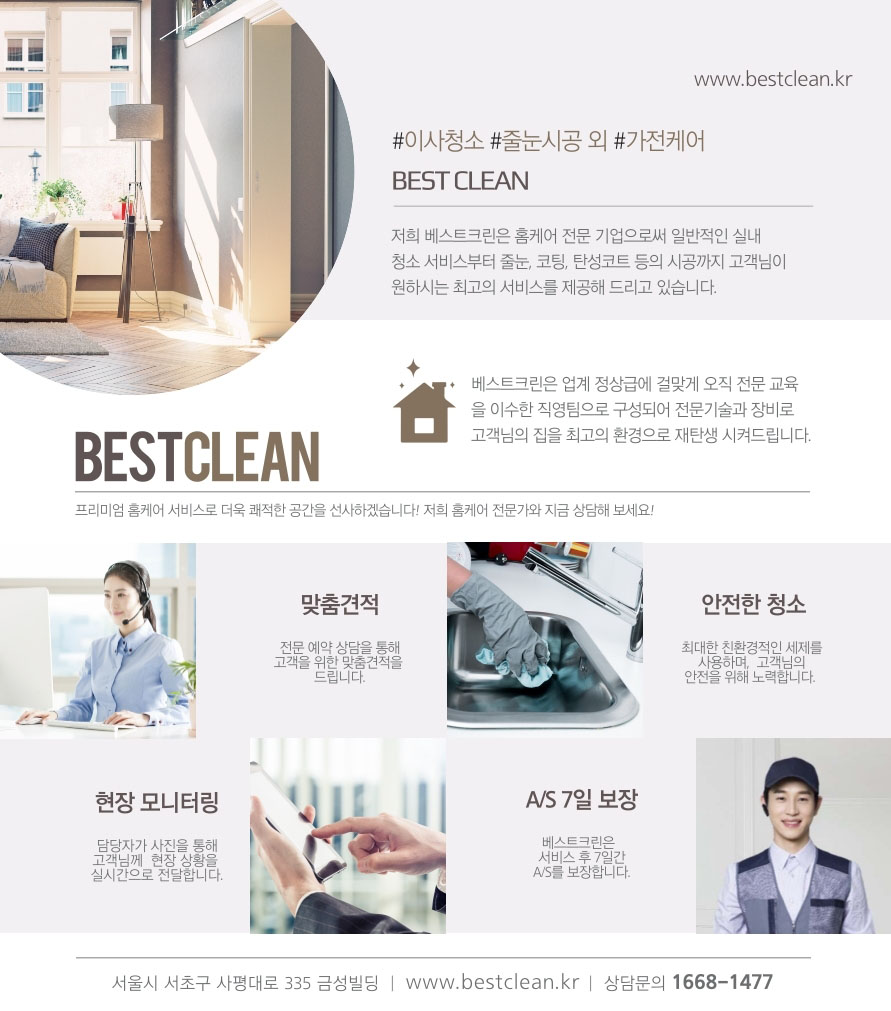 www.bestclean.kr
#이사청소 #줄눈시공 외 #가전케어
BEST CLEAN
저희 베스트크린은 홈케어 전문 기업으로써 일반적인 실내
청소 서비스부터 줄눈, 코팅, 탄성코트 등의 시공까지 고객님이
원하시는 최고의 서비스를 제공해 드리고 있습니다.
베스트크린은 업계 정상급에 걸맞게 오직 전문 교육
을 이수한 직영팀으로 구성되어 전문기술과 장비로
고객님의 집을 최고의 환경으로 재탄생 시켜드립니다.
BESTCLEAN
프리미엄 홈케어 서비스로 더욱 쾌적한 공간을 선사하겠습니다! 저희 홈케어 전문가와 지금 상담해 보세요!
맞춤견적
전문 예약 상담을 통해
고객을 위한 맞춤견적을
드립니다.
안전한 청소
최대한 친환경적인 세제를
사용하며, 고객님의
안전을 위해 노력합니다.
현장 모니터링
담당자가 사진을 통해
고객님께 현장 상황을
실시간으로 전달합니다.
A/S 7일 보장
베스트크린은
서비스 후 7일간
A/S를 보장합니다.
서울시 서초구 사평대로 335 금성빌딩 | www.bestclean.kr | 상담문의 1668-1477